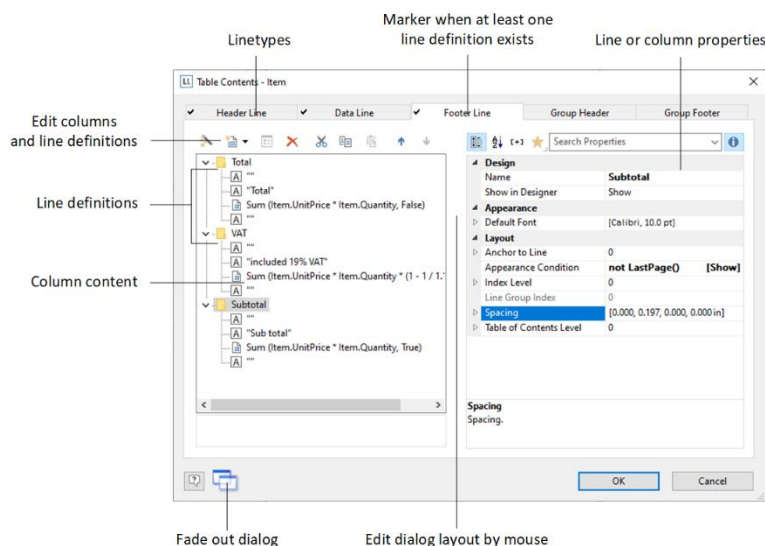 Marker when at least one
line definition exists
Linetypes
Line or column properties
LL Table Contents - Item
Header Line
Data Line
Footer Line
Group Header
Group Footer
Edit columns
and line definitions
Search Properties
Total
""
"Total"
Sum (Item.UnitPrice * Item.Quantity, False)
""
VAT
""
"included 19% VAT"
Sum (Item.UnitPrice * Item.Quantity * (1 - 1 / 1.
""
Subtotal
""
"Sub total"
Sum (Item.UnitPrice * Item.Quantity, True)
""
Line definitions
Column content
Design
Name Subtotal
Show in Designer Show
Appearance
Default Font [Calibri, 10.0 pt]
Layout
Anchor to Line 0
Appearance Condition not LastPage() [Show]
Index Level 0
Line Group Index 0
Spacing [0.000, 0.197, 0.000, 0.000 in]
Table of Contents Level 0
Spacing
Spacing.
OK
Cancel
Fade out dialog
Edit dialog layout by mouse